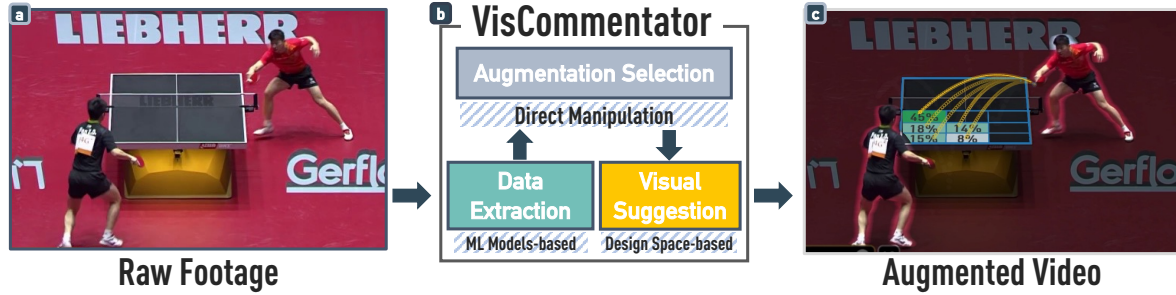 a
LIEBHERR
LIEBHERR
Gerflo
Raw Footage
b
VisCommentator
Augmentation Selection
Direct Manipulation
Data
Extraction
Visual
Suggestion
ML Models-based
Design Space-based
c
LIEBHERR
45%
18% 14%
15% 8%
Gerflo
Augmented Video